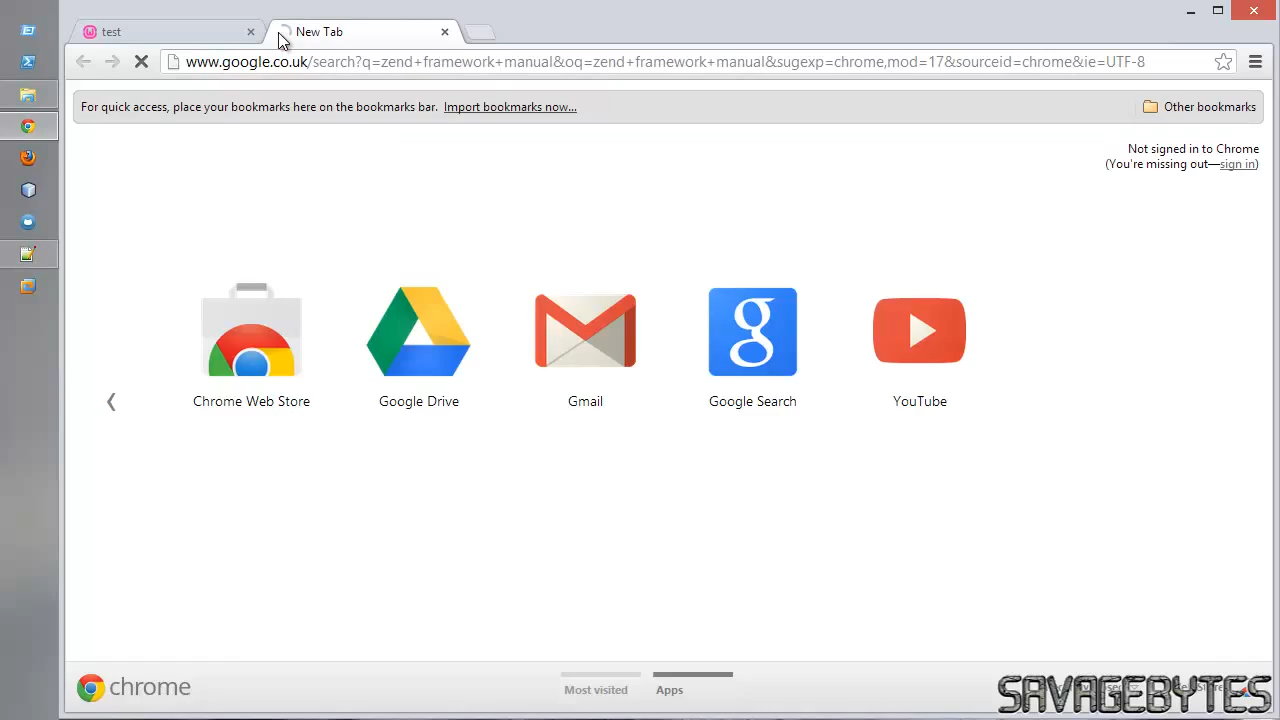 test
New Tab
www.google.co.uk/search?q=zend+framework+manual&oq=zend+framework+manual&sugexp=chrome,mod=17&sourceid=chrome&ie=UTF-8
For quick access, place your bookmarks here on the bookmarks bar. Import bookmarks now...
Other bookmarks
Not signed in to Chrome
(You're missing out—sign in)
Chrome Web Store
Google Drive
Gmail
Google Search
YouTube
chrome
Most visited
Apps
SAVAGEBYTES